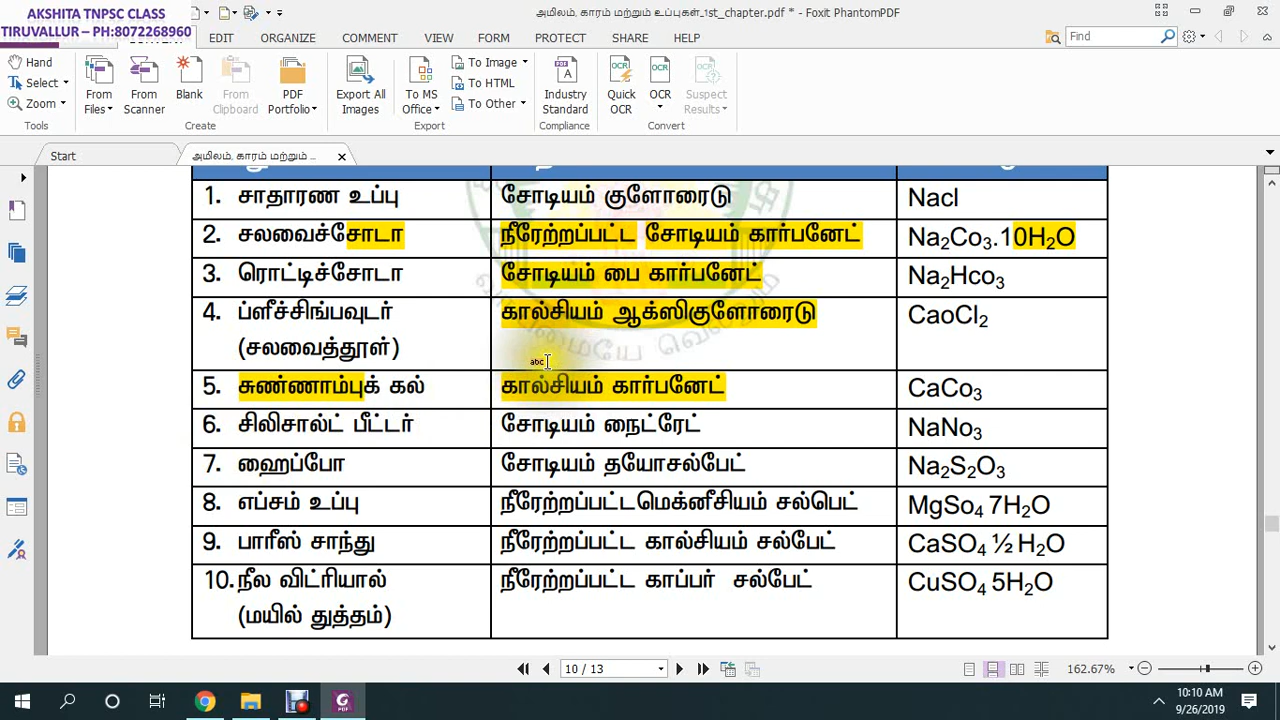 AKSHITA TNPSC CLASS
TIRUVALLUR – PH:8072268960
அமிலம், காரம் மற்றும் உப்புகள்_1st_chapter.pdf * - Foxit PhantomPDF
EDIT ORGANIZE COMMENT VIEW FORM PROTECT SHARE HELP
Find
Hand
Select
Zoom
Tools
From Files
From Scanner
Blank
From Clipboard
PDF Portfolio
Create
Export All Images
To MS Office
To Image
To HTML
To Other
Export
Industry Standard
Compliance
Quick OCR
OCR
Suspect Results
Convert
Start
அமிலம், காரம் மற்றும் ...
1. சாதாரண உப்பு சோடியம் குளோரைடு Nacl
2. சலவைச்சோடா நீரேற்றப்பட்ட சோடியம் கார்பனேட் Na₂Co₃.10H₂O
3. ரொட்டிச்சோடா சோடியம் பை கார்பனேட் Na₂Hco₃
4. ப்ளீச்சிங்பவுடர் கால்சியம் ஆக்ஸிகுளோரைடு CaoCl₂
(சலவைத்தூள்)
abc
5. சுண்ணாம்புக் கல் கால்சியம் கார்பனேட் CaCo₃
6. சிலிசால்ட் பீட்டர் சோடியம் நைட்ரேட் NaNo₃
7. ஹைப்போ சோடியம் தயோசல்பேட் Na₂S₂O₃
8. எப்சம் உப்பு நீரேற்றப்பட்டமெக்னீசியம் சல்பெட் MgSo₄ 7H₂O
9. பாரீஸ் சாந்து நீரேற்றப்பட்ட கால்சியம் சல்பேட் CaSO₄ ½ H₂O
10. நீல விட்ரியால் நீரேற்றப்பட்ட காப்பர் சல்பேட் CuSO₄ 5H₂O
(மயில் துத்தம்)
10 / 13
162.67%
10:10 AM
9/26/2019